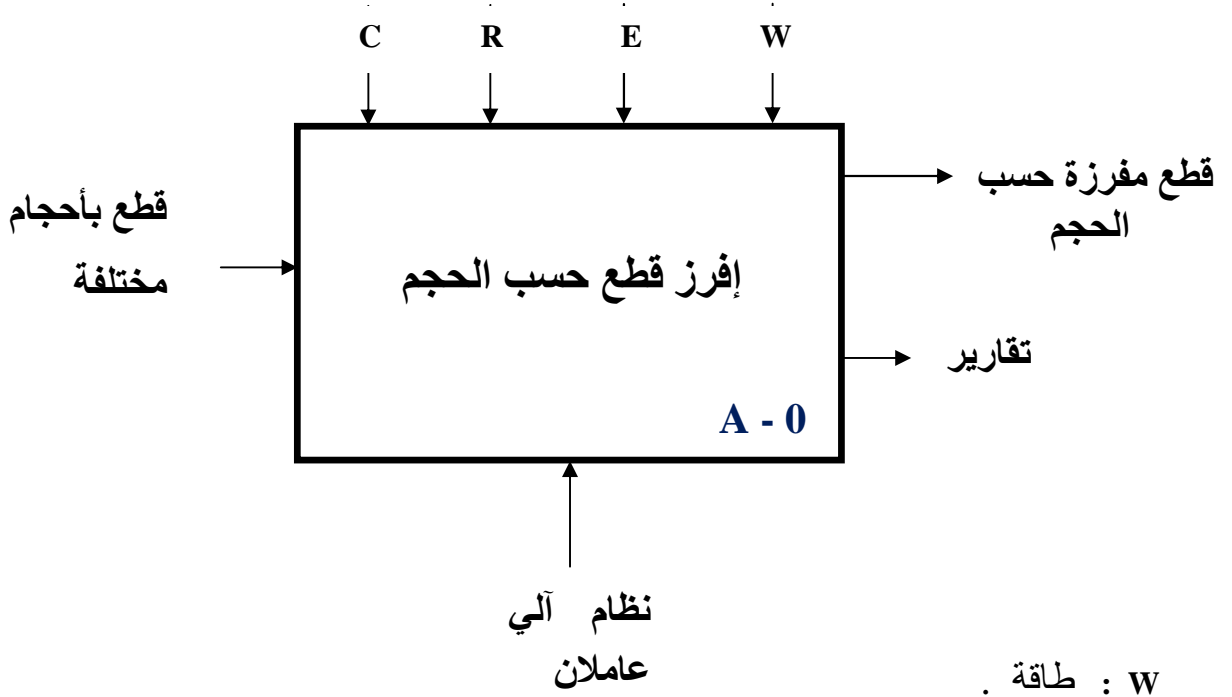 C R E W
قطع مفرزة حسب
الحجم
قطع بأحجام
مختلفة
إفرز قطع حسب الحجم
تقارير
A - 0
نظام آلي
عاملان
W : طاقة .